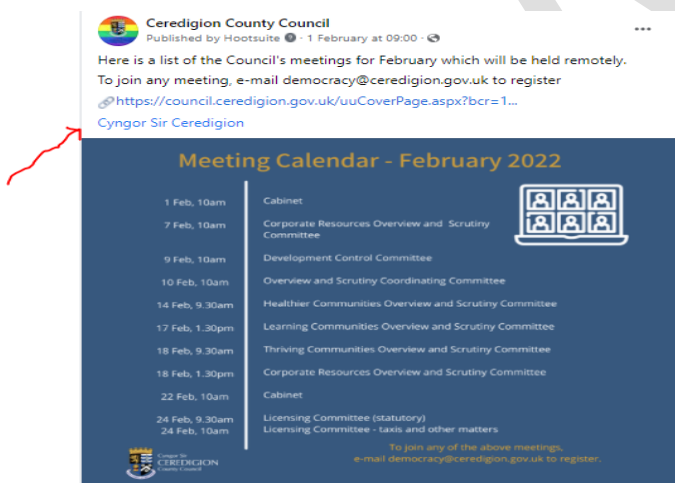 Ceredigion County Council
Published by Hootsuite · 1 February at 09:00 ·
Here is a list of the Council's meetings for February which will be held remotely.
To join any meeting, e-mail democracy@ceredigion.gov.uk to register
https://council.ceredigion.gov.uk/uuCoverPage.aspx?bcr=1...
Cyngor Sir Ceredigion
Meeting Calendar - February 2022
1 Feb, 10am Cabinet
7 Feb, 10am Corporate Resources Overview and Scrutiny
Committee
9 Feb, 10am Development Control Committee
10 Feb, 10am Overview and Scrutiny Coordinating Committee
14 Feb, 9.30am Healthier Communities Overview and Scrutiny Committee
17 Feb, 1.30pm Learning Communities Overview and Scrutiny Committee
18 Feb, 9.30am Thriving Communities Overview and Scrutiny Committee
18 Feb, 1.30pm Corporate Resources Overview and Scrutiny Committee
22 Feb, 10am Cabinet
24 Feb, 9.30am Licensing Committee (statutory)
24 Feb, 10am Licensing Committee - taxis and other matters
To join any of the above meetings,
e-mail democracy@ceredigion.gov.uk to register.
Cyngor Sir
CEREDIGION
County Council